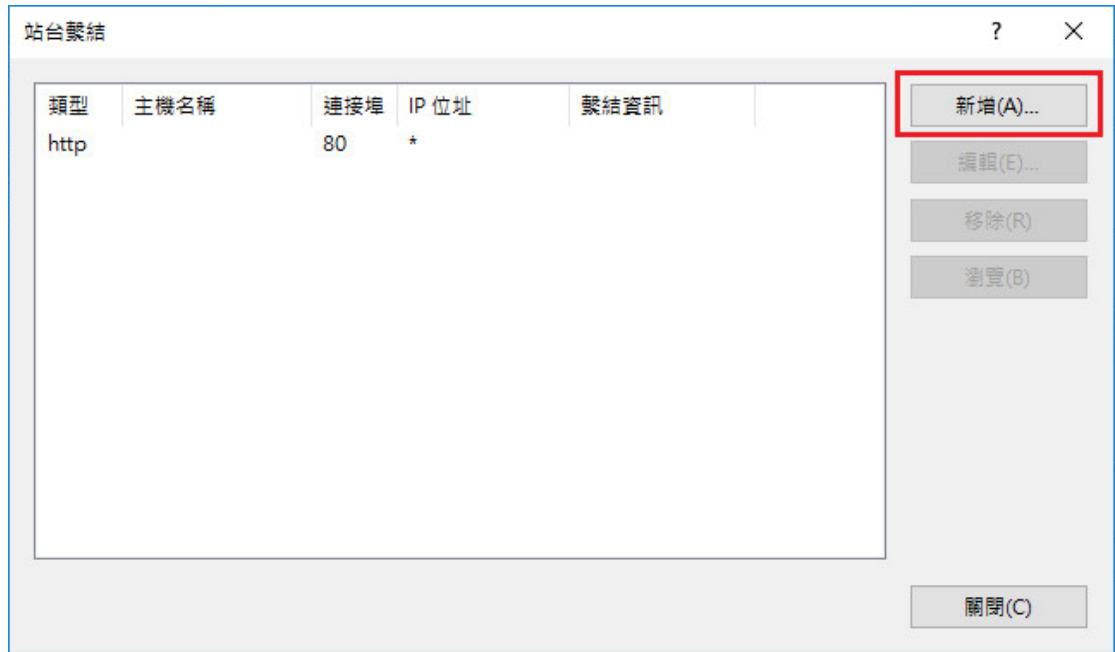 站台繫結
?
類型 主機名稱 連接埠 IP 位址 繫結資訊
http 80 *
新增(A)...
編輯(E)...
移除(R)
瀏覽(B)
關閉(C)